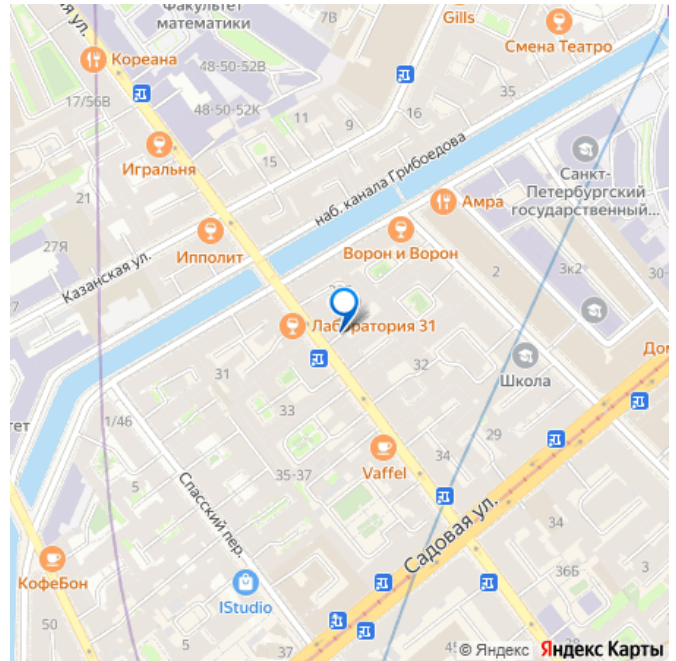 Факультет
математики
7В
Gills
Смена Театро
ая ул.
Кореана
48-50-52В
35
17/56В
48-50-52К
11
16
9
наб. канала Грибоедова
Игральня
15
Санкт-
Петербургский
государственный...
21
Амра
Ипполит
Ворон и Ворон
27Я
Казанская ул.
2
3к2
30-
Лаборатория 31
Дом
31
32
Школа
тет
1/46
33
29
Vaffel
34
5
35-37
Спасский пер.
Садовая ул.
34
36Б
3
КофеБон
IStudio
50
37
© Яндекс Яндекс Карты